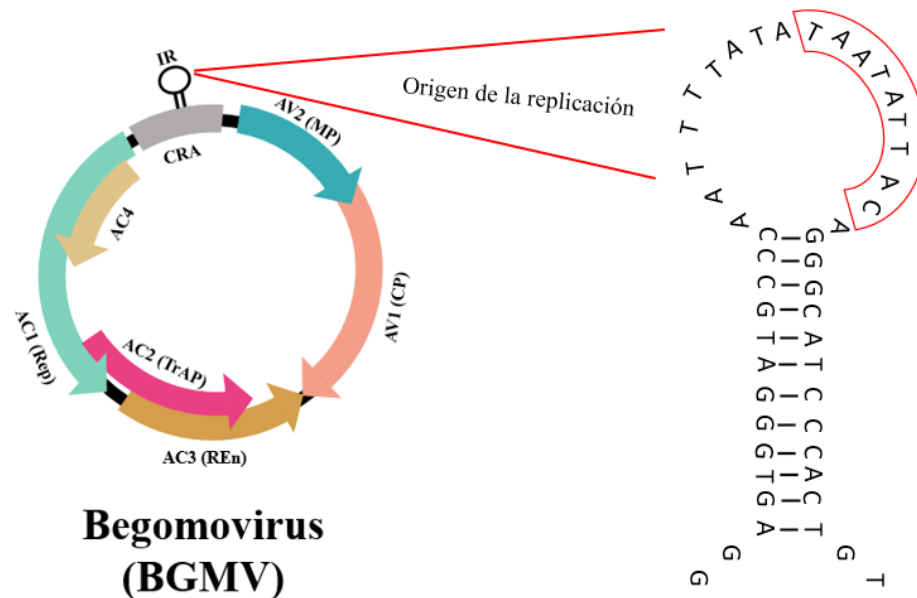 IR
CRA
AV2 (MP)
AV1 (CP)
AC4
AC1 (Rep)
AC2 (TrAP)
AC3 (REn)
Begomovirus
(BGMV)
Origen de la replicación
GGAGTGGGATGCCCAATTTTATATAATATTACAGGGCATCCCACTGT